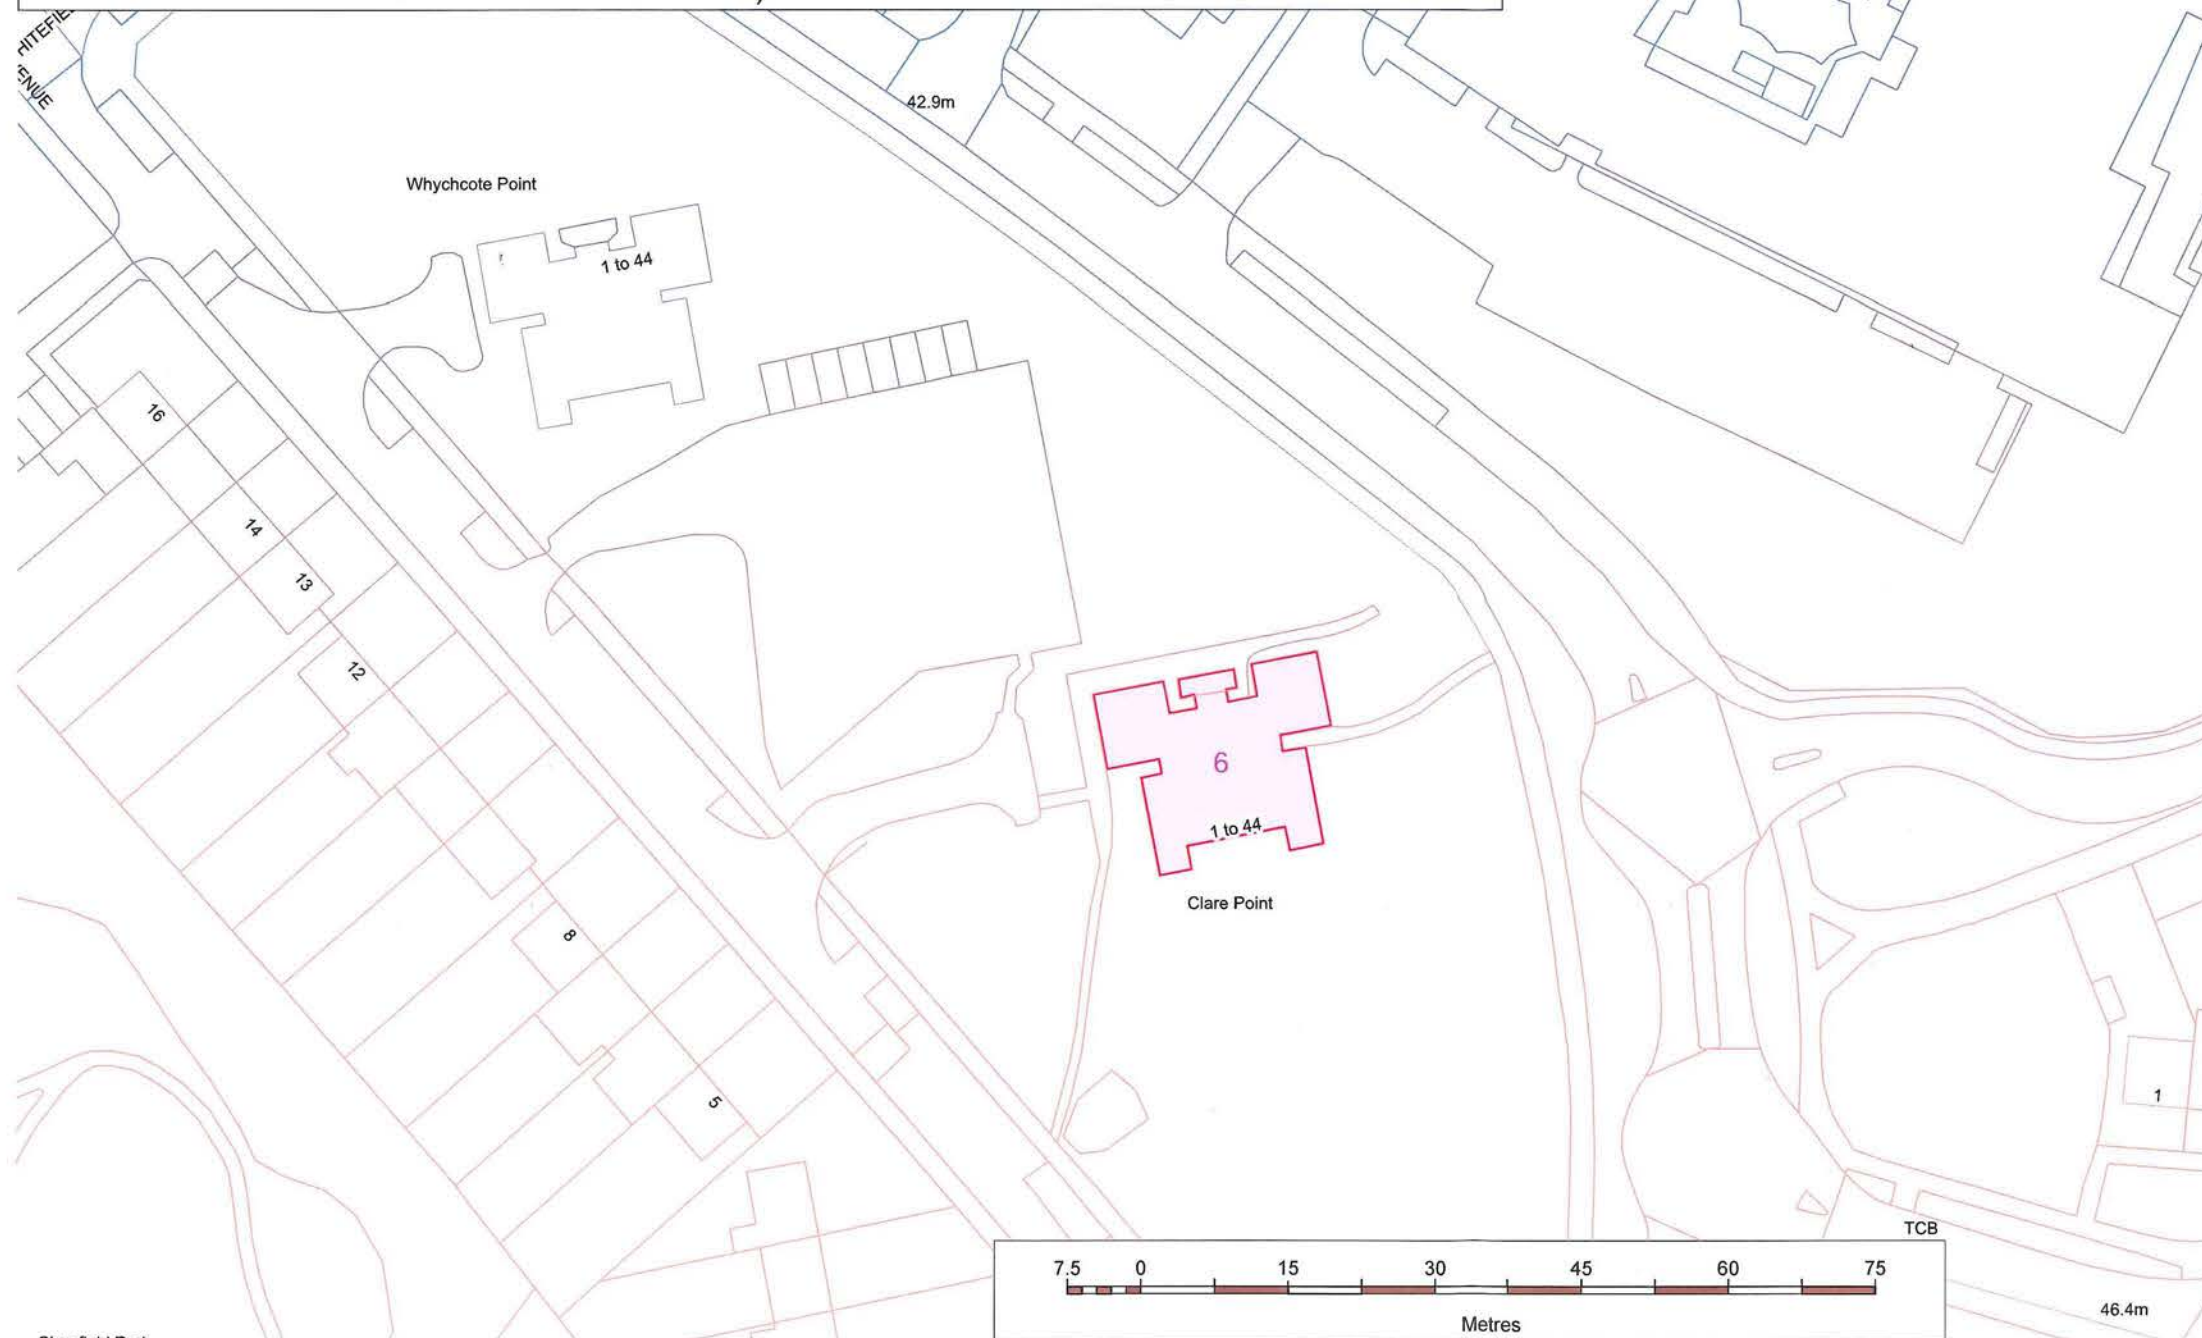 42.9m
Whychcote Point
1 to 44
16
14
13
12
6
1 to 44
Clare Point
8
5
1
TCB
7.5 0 15 30 45 60 75
Metres
46.4m